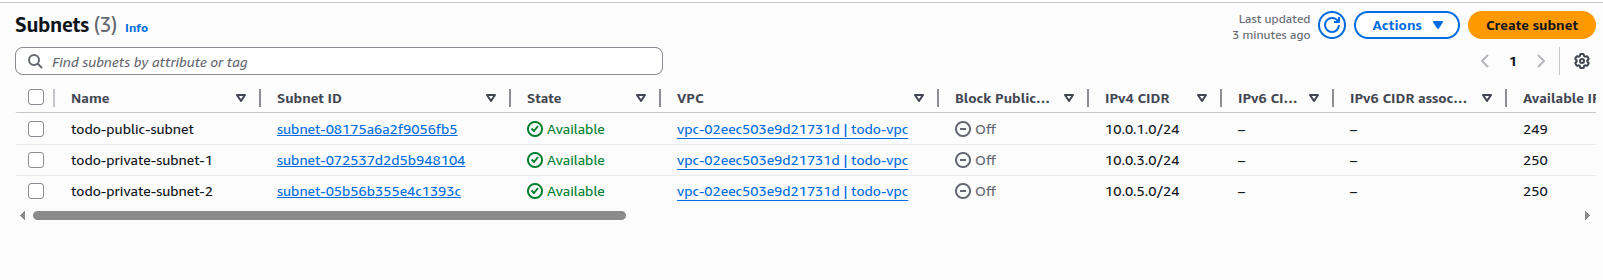 Subnets (3) Info
Last updated
3 minutes ago
Actions
Create subnet
Find subnets by attribute or tag
1
Name Subnet ID State VPC Block Public... IPv4 CIDR IPv6 CI... IPv6 CIDR assoc... Available IP
todo-public-subnet subnet-08175a6a2f9056fb5 Available vpc-02eec503e9d21731d | todo-vpc Off 10.0.1.0/24 – – 249
todo-private-subnet-1 subnet-072537d2d5b948104 Available vpc-02eec503e9d21731d | todo-vpc Off 10.0.3.0/24 – – 250
todo-private-subnet-2 subnet-05b56b355e4c1393c Available vpc-02eec503e9d21731d | todo-vpc Off 10.0.5.0/24 – – 250